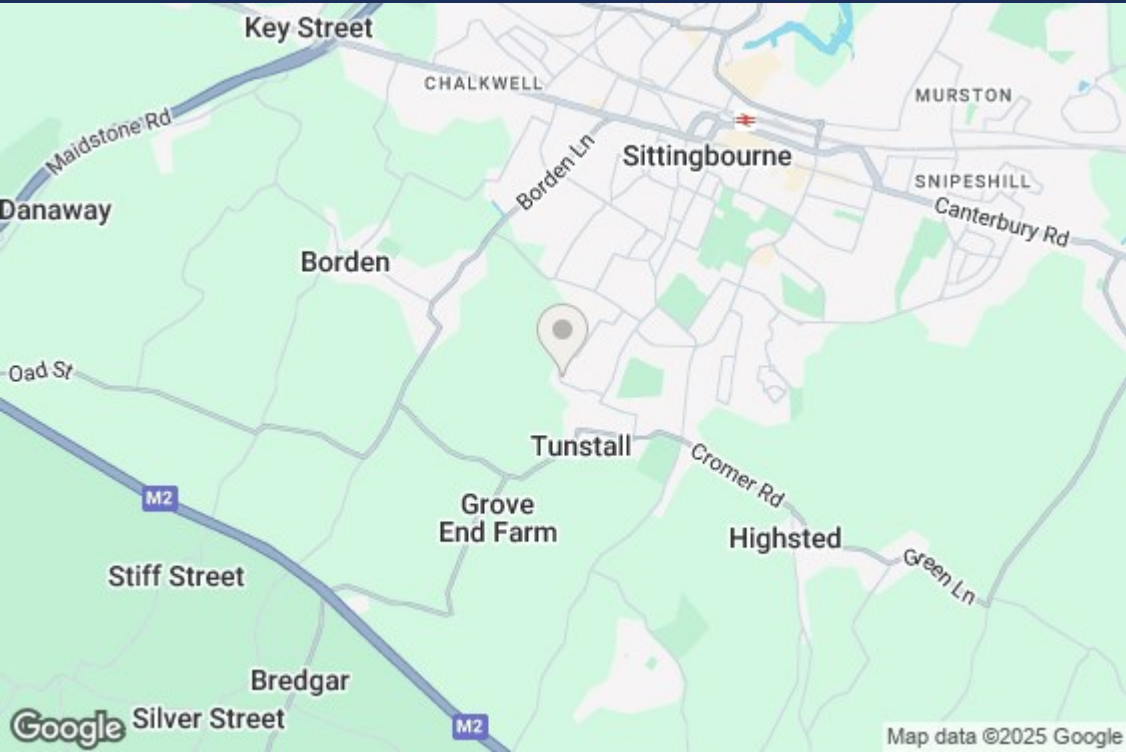 Key Street
CHALKWELL
MURSTON
Maidstone Rd
Borden Ln
Sittingbourne
SNIPESHILL
Danaway
Canterbury Rd
Borden
Oad St
Tunstall
Cromer Rd
M2
Grove
End Farm
Highsted
Green Ln
Stiff Street
Bredgar
Silver Street
M2
Google
Map data ©2025 Google